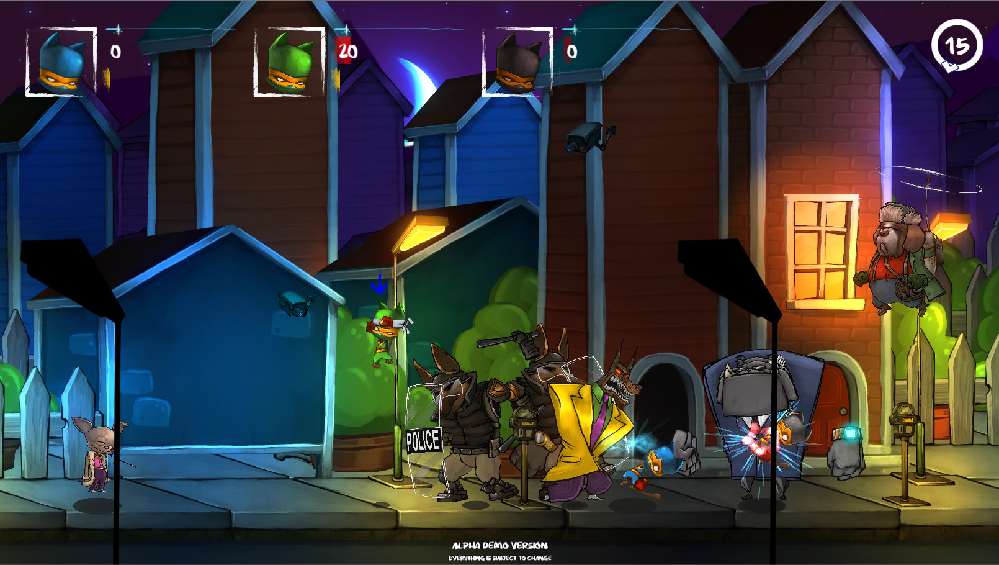 0
20
0
15
POLICE
ALPHA DEMO VERSION
EVERYTHING IS SUBJECT TO CHANGE